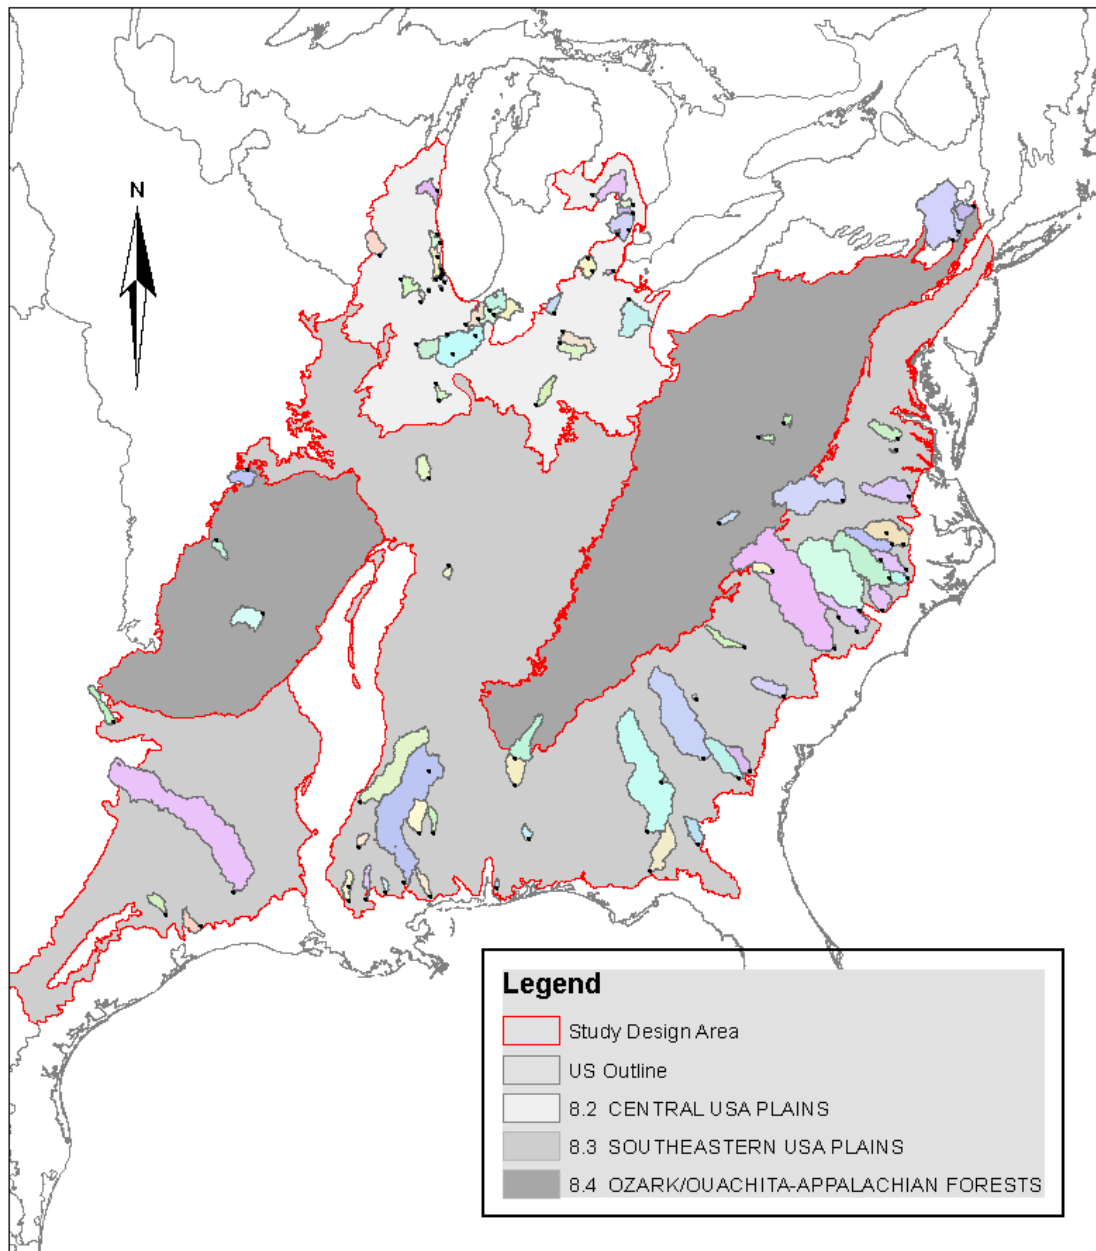 N
Legend
Study Design Area
US Outline
8.2 CENTRAL USA PLAINS
8.3 SOUTHEASTERN USA PLAINS
8.4 OZARK/OUACHITA-APPALACHIAN FORESTS